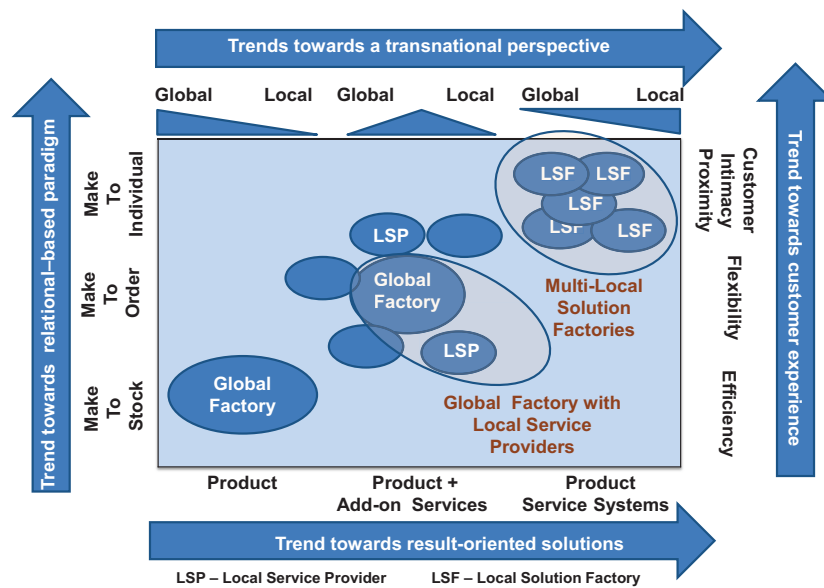 Trends towards a transnational perspective
Global Local Global Local Global Local
Trend towards relational–based paradigm
Make
To
Individual
Make
To
Order
Make
To
Stock
LSF LSF
LSF
LSF LSF
LSP
Global
Factory
LSP
Global
Factory
Multi-Local
Solution
Factories
Global Factory with
Local Service
Providers
Customer
Intimacy
Proximity
Flexibility
Efficiency
Trend towards customer experience
Product
Product +
Add-on Services
Product
Service Systems
Trend towards result-oriented solutions
LSP – Local Service Provider LSF – Local Solution Factory